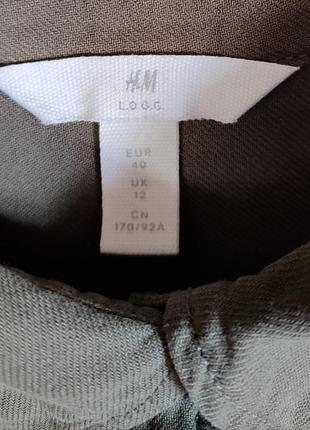 H&M
L.O.G.G.
EUR
40
UK
12
CN
170/92A